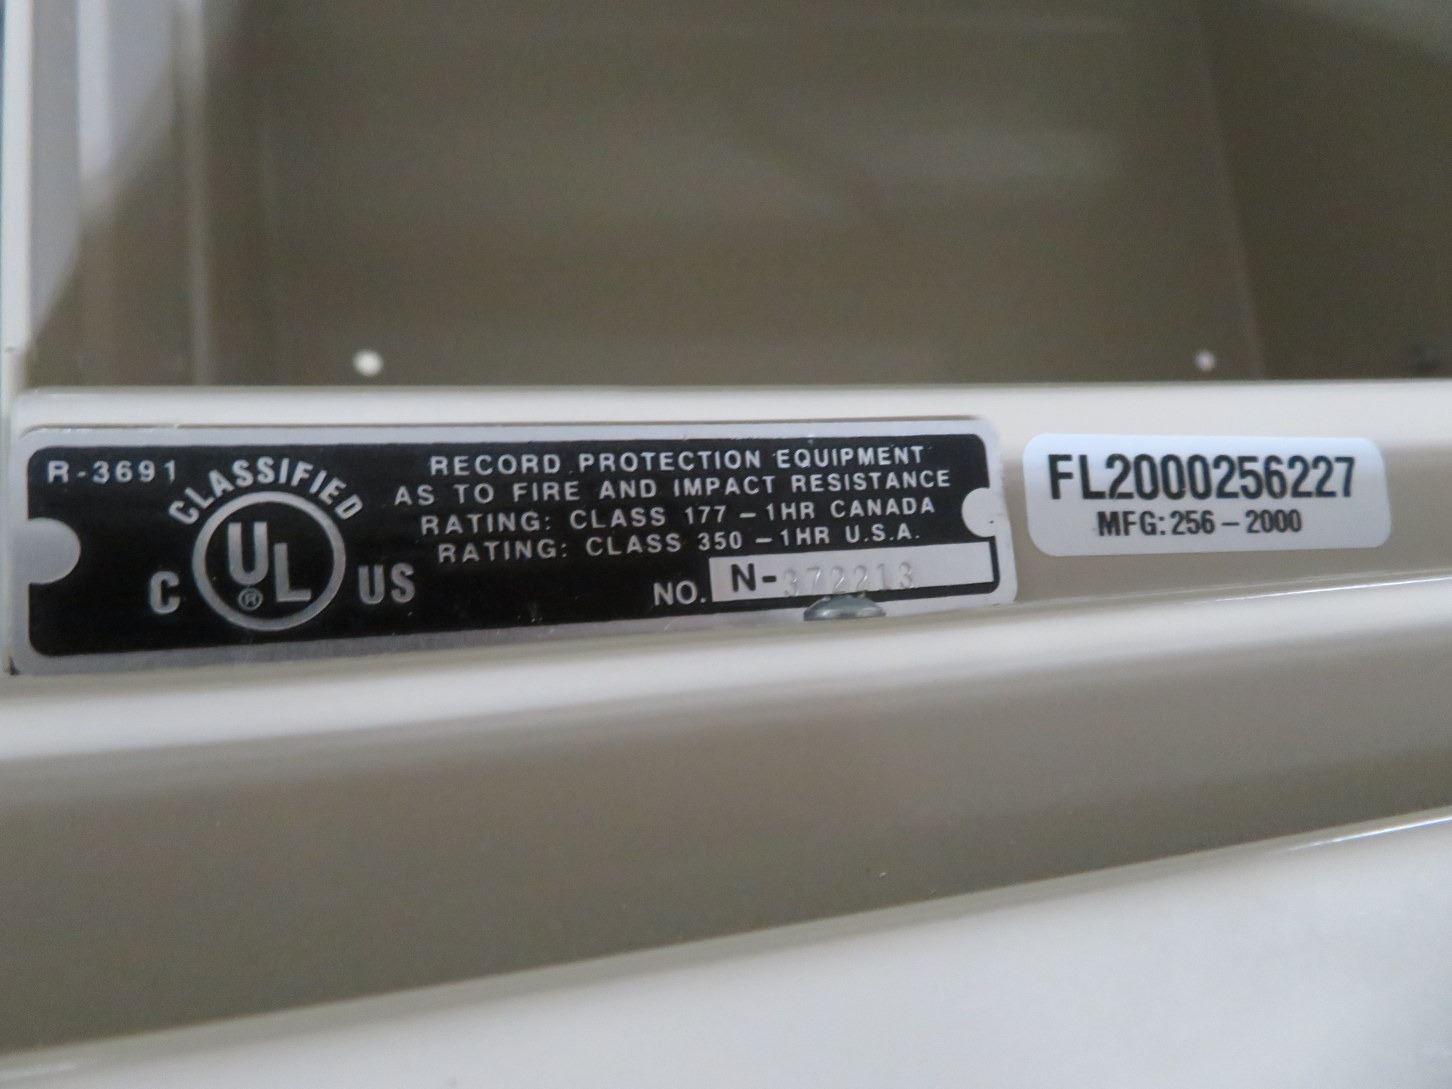 R-3691
CLASSIFIED
C UL US
®
RECORD PROTECTION EQUIPMENT
AS TO FIRE AND IMPACT RESISTANCE
RATING: CLASS 177 – 1HR CANADA
RATING: CLASS 350 – 1HR U.S.A.
NO. N-372213
FL2000256227
MFG: 256 – 2000